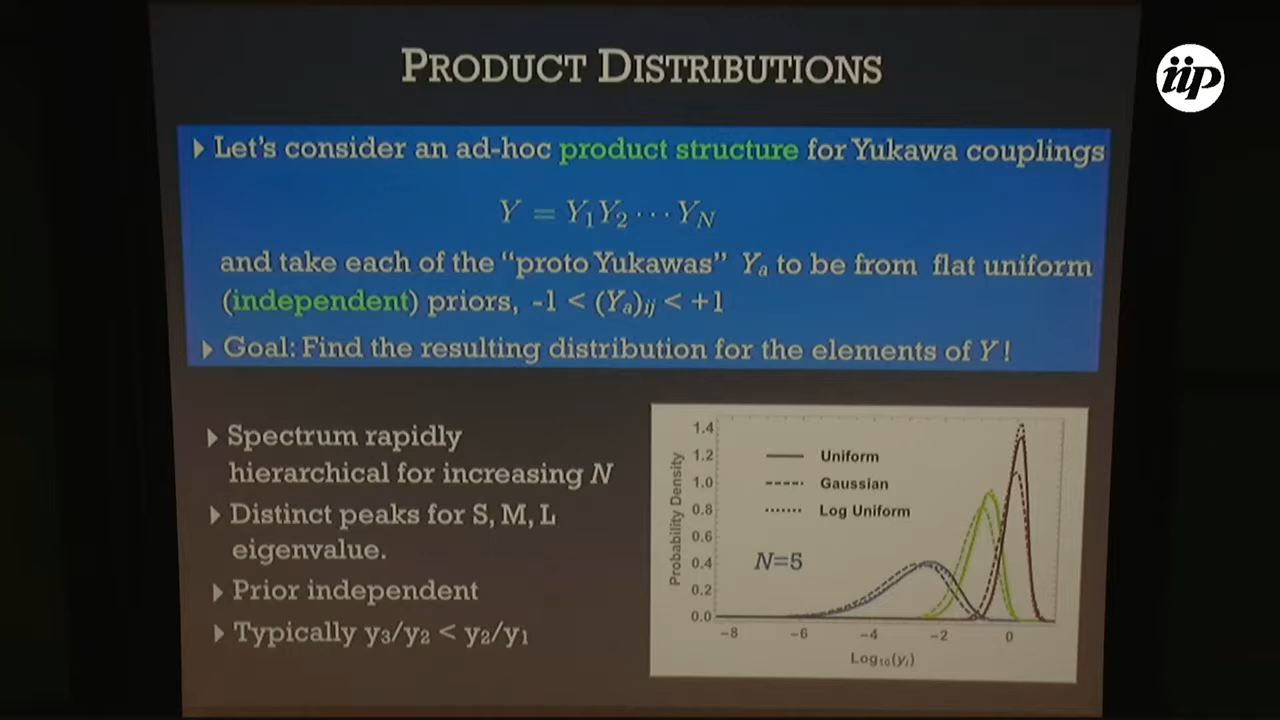 PRODUCT DISTRIBUTIONS
iip
Let's consider an ad-hoc product structure for Yukawa couplings
Y = Y₁Y₂ ··· Y_N
and take each of the "proto Yukawas" Yₐ to be from flat uniform
(independent) priors, -1 < (Yₐ)ᵢⱼ < +1
Goal: Find the resulting distribution for the elements of Y!
Spectrum rapidly
hierarchical for increasing N
Distinct peaks for S, M, L
eigenvalue.
Prior independent
Typically y₃/y₂ < y₂/y₁
Probability Density
1.4
1.2
1.0
0.8
0.6
0.4
0.2
0.0
Uniform
Gaussian
Log Uniform
N=5
−8 −6 −4 −2 0
Log₁₀(yᵢ)